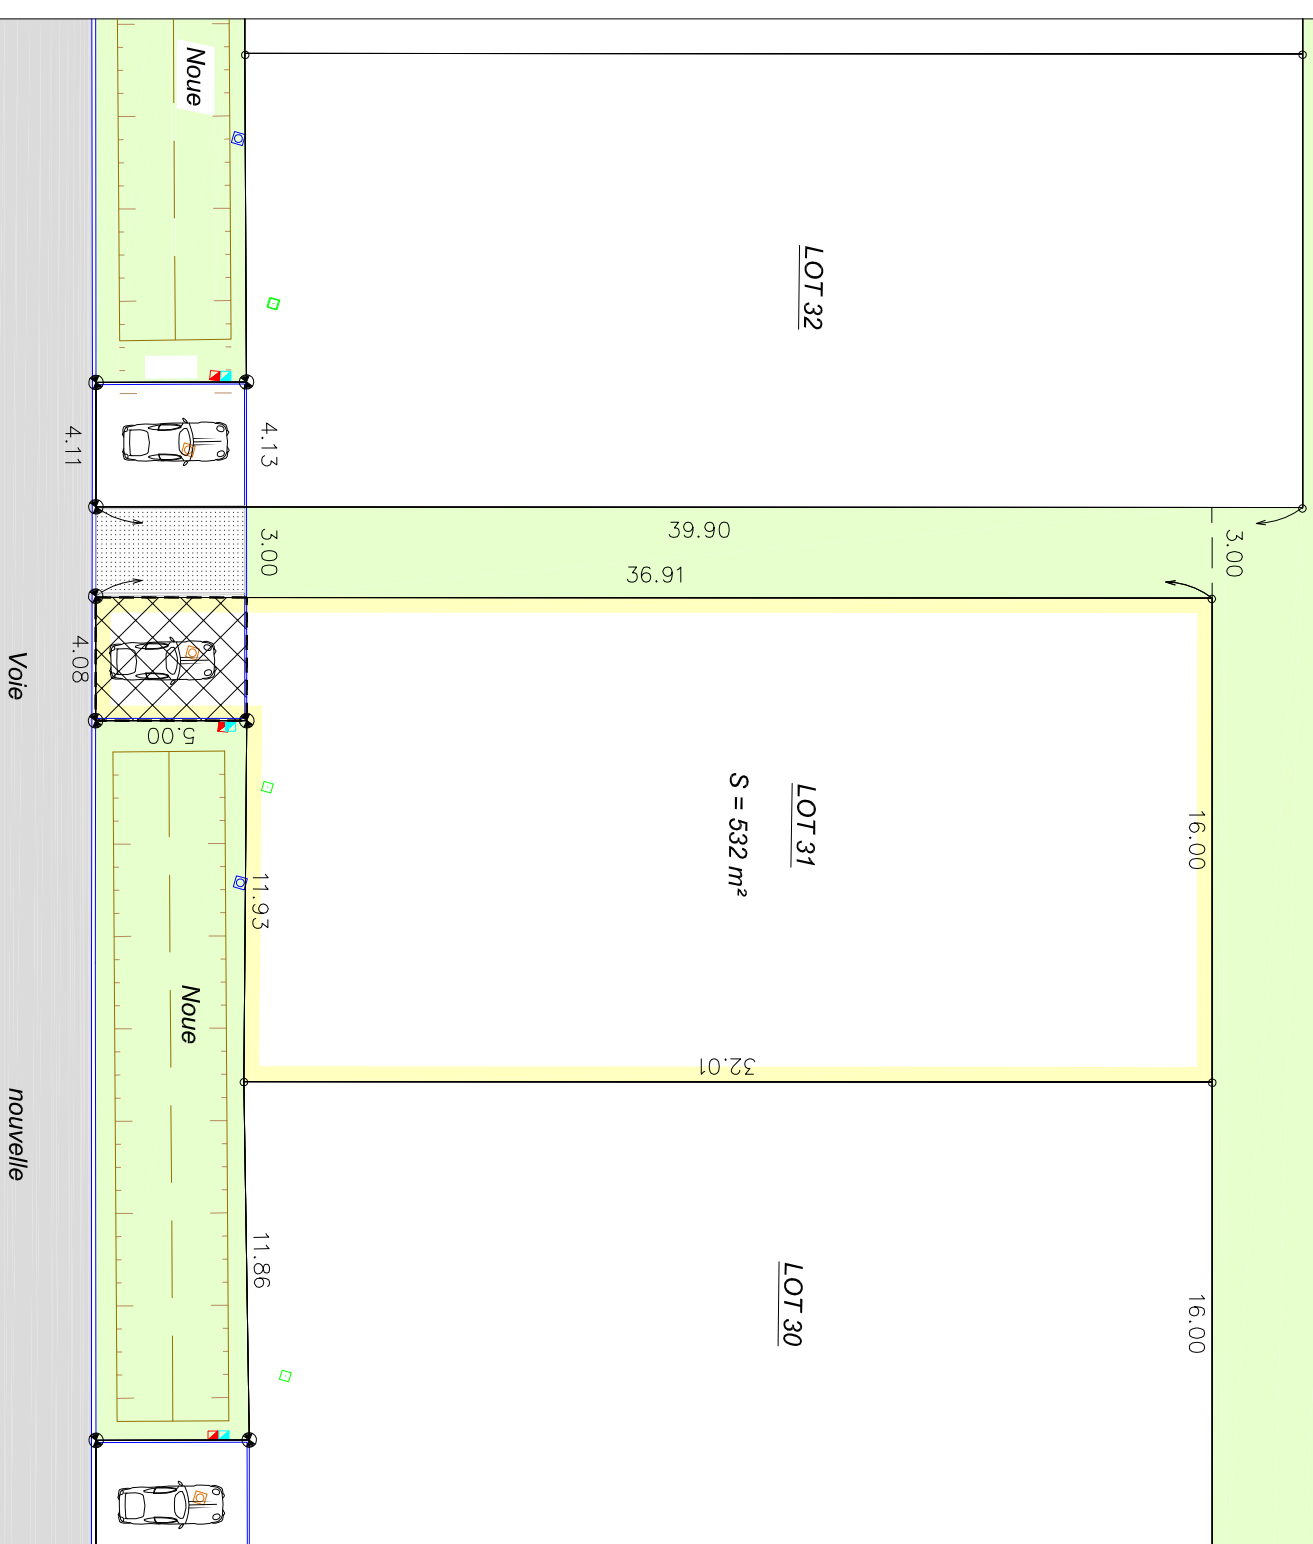 Noue
LOT 32
4.11
4.13
39.90
3.00
3.00
36.91
4.08
Voie
5.00
LOT 31
S = 532 m²
16.00
11.93
Noue
32.01
nouvelle
11.86
LOT 30
16.00